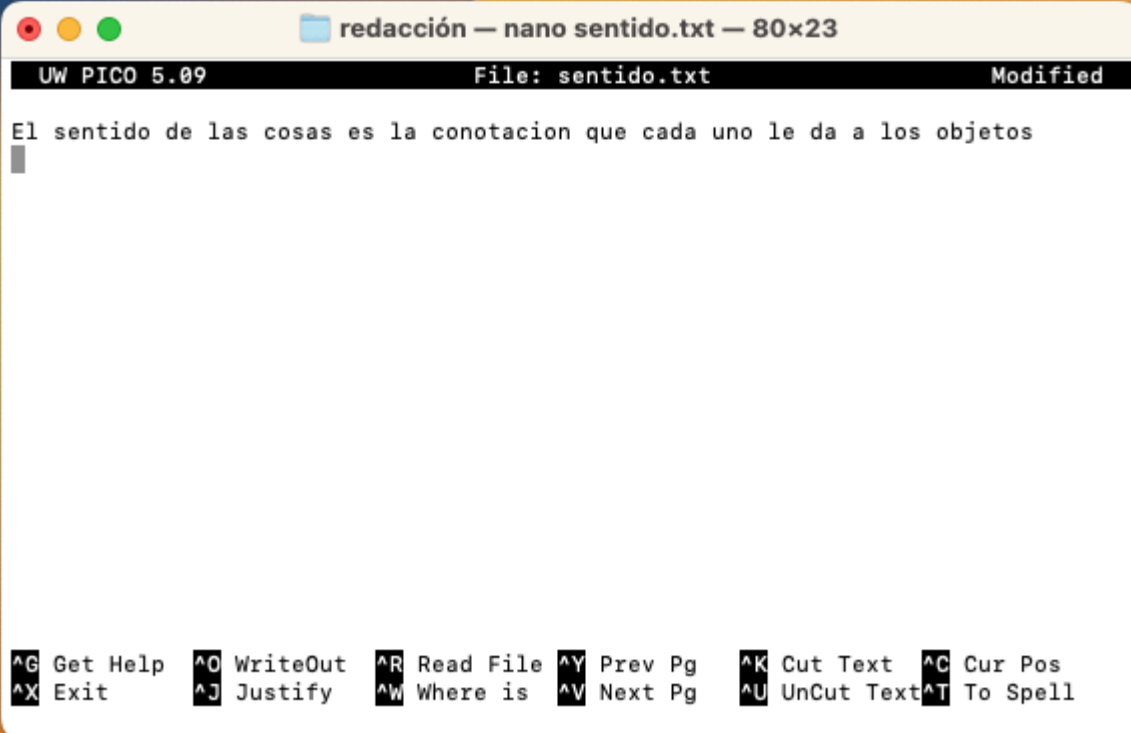 redacción — nano sentido.txt — 80×23
UW PICO 5.09 File: sentido.txt Modified
El sentido de las cosas es la conotacion que cada uno le da a los objetos
^G Get Help ^O WriteOut ^R Read File ^Y Prev Pg ^K Cut Text ^C Cur Pos
^X Exit ^J Justify ^W Where is ^V Next Pg ^U UnCut Text ^T To Spell